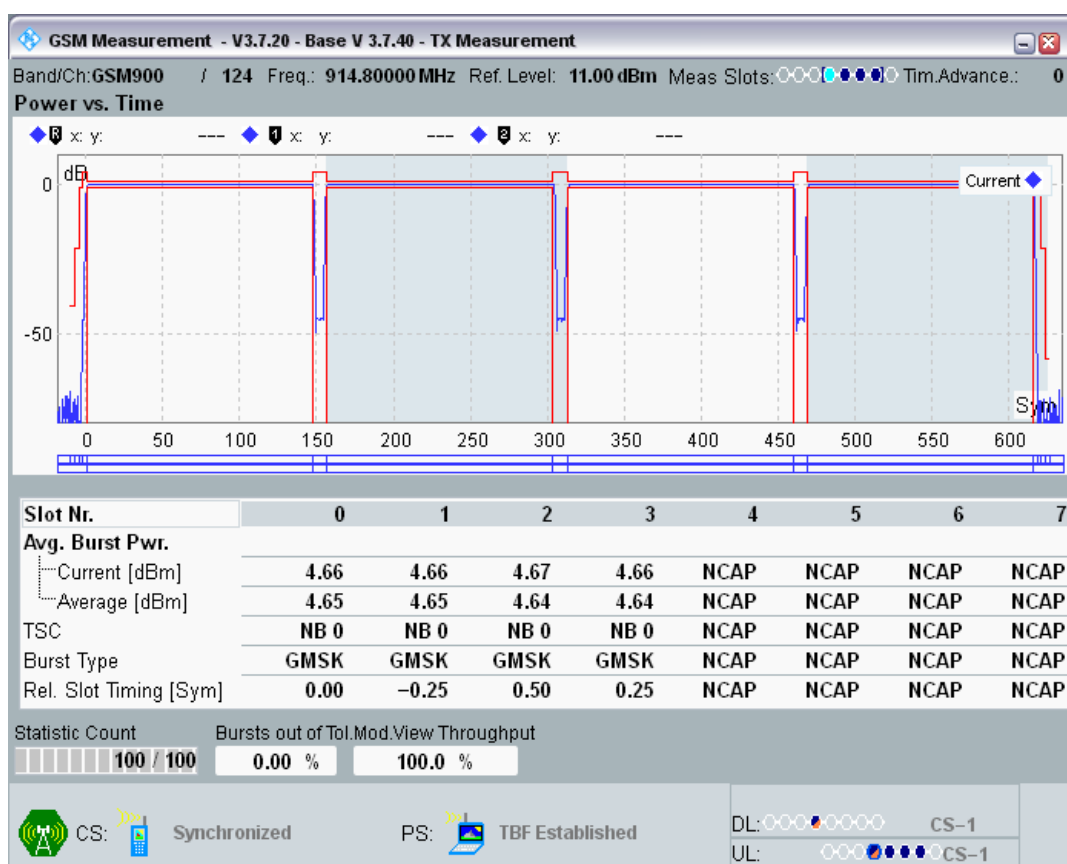 GSM Measurement - V3.7.20 - Base V 3.7.40 - TX Measurement
Band/Ch:GSM900 / 124 Freq.: 914.80000 MHz Ref. Level: 11.00 dBm Meas Slots: Tim.Advance.: 0
Power vs. Time
R x: y: --- 1 x: y: --- 2 x: y: ---
dB
0
Current
-50
Sym
0 50 100 150 200 250 300 350 400 450 500 550 600
Slot Nr. 0 1 2 3 4 5 6 7
Avg. Burst Pwr.
Current [dBm] 4.66 4.66 4.67 4.66 NCAP NCAP NCAP NCAP
Average [dBm] 4.65 4.65 4.64 4.64 NCAP NCAP NCAP NCAP
TSC NB 0 NB 0 NB 0 NB 0 NCAP NCAP NCAP NCAP
Burst Type GMSK GMSK GMSK GMSK NCAP NCAP NCAP NCAP
Rel. Slot Timing [Sym] 0.00 −0.25 0.50 0.25 NCAP NCAP NCAP NCAP
Statistic Count Bursts out of Tol.Mod.View Throughput
100 / 100 0.00 % 100.0 %
CS: Synchronized PS: TBF Established
DL: CS−1
UL: CS−1